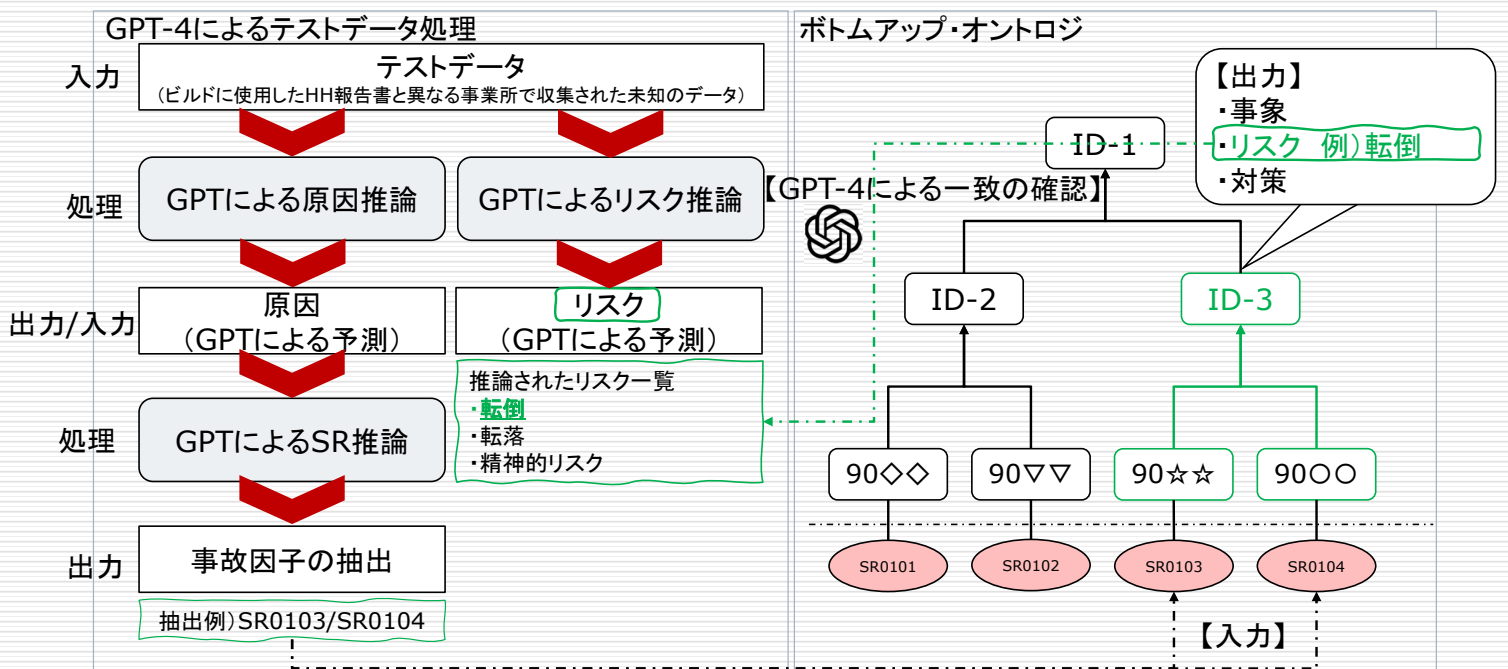 GPT-4によるテストデータ処理
入力
テストデータ
(ビルドに使用したHH報告書と異なる事業所で収集された未知のデータ)
処理
GPTによる原因推論
GPTによるリスク推論
出力/入力
原因
(GPTによる予測)
リスク
(GPTによる予測)
推論されたリスク一覧
・転倒
・転落
・精神的リスク
処理
GPTによるSR推論
出力
事故因子の抽出
抽出例)SR0103/SR0104
ボトムアップ・オントロジ
【出力】
・事象
・リスク 例)転倒
・対策
ID-1
【GPT-4による一致の確認】
ID-2
ID-3
90◇◇
90▽▽
90☆☆
90○○
SR0101
SR0102
SR0103
SR0104
【入力】